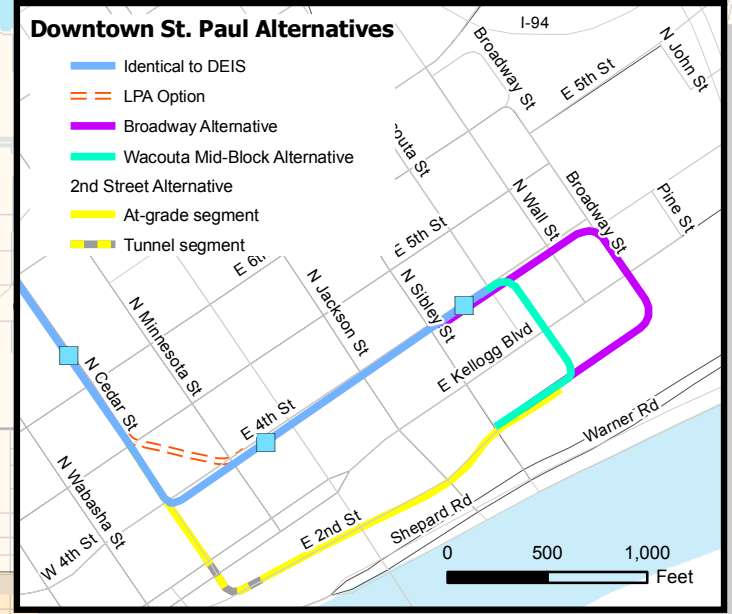 Downtown St. Paul Alternatives
Identical to DEIS
LPA Option
Broadway Alternative
Wacouta Mid-Block Alternative
2nd Street Alternative
At-grade segment
Tunnel segment
I-94
Broadway St
E 5th St
N John St
outa St
N Wall St
Broadway St
Pine St
E 5th St
E 6th
N Sibley St
N Jackson St
N Minnesota St
E Kellogg Blvd
N Cedar St
E 4th St
Warner Rd
N Wabasha St
W 4th St
E 2nd St
Shepard Rd
0 500 1,000
Feet